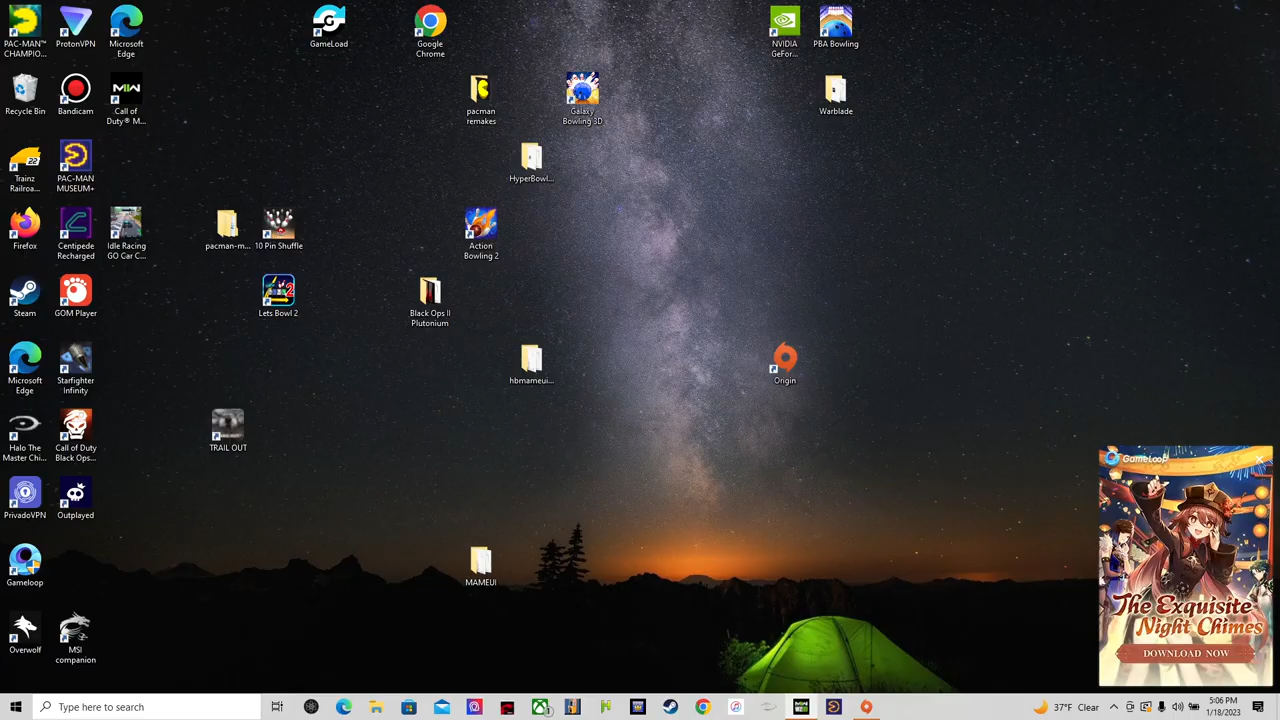 PAC-MAN™
CHAMPIO...
ProtonVPN
Microsoft
Edge
GameLoad
Google
Chrome
NVIDIA
GeFor...
PBA Bowling
Recycle Bin
Bandicam
Call of
Duty® M...
pacman
remakes
Galaxy
Bowling 3D
Warblade
Trainz
Railroa...
PAC-MAN
MUSEUM+
HyperBowl...
Firefox
Centipede
Recharged
Idle Racing
GO Car C...
pacman-m...
10 Pin Shuffle
Action
Bowling 2
Steam
GOM Player
Lets Bowl 2
Black Ops II
Plutonium
Microsoft
Edge
Starfighter
Infinity
hbmameui...
Origin
Halo The
Master Chi...
Call of Duty
Black Ops...
TRAIL OUT
PrivadoVPN
Outplayed
GameLoop
The Exquisite
Night Chimes
DOWNLOAD NOW
Gameloop
MAMEUI
Overwolf
MSI
companion
Type here to search
37°F Clear
5:06 PM
1/18/2023